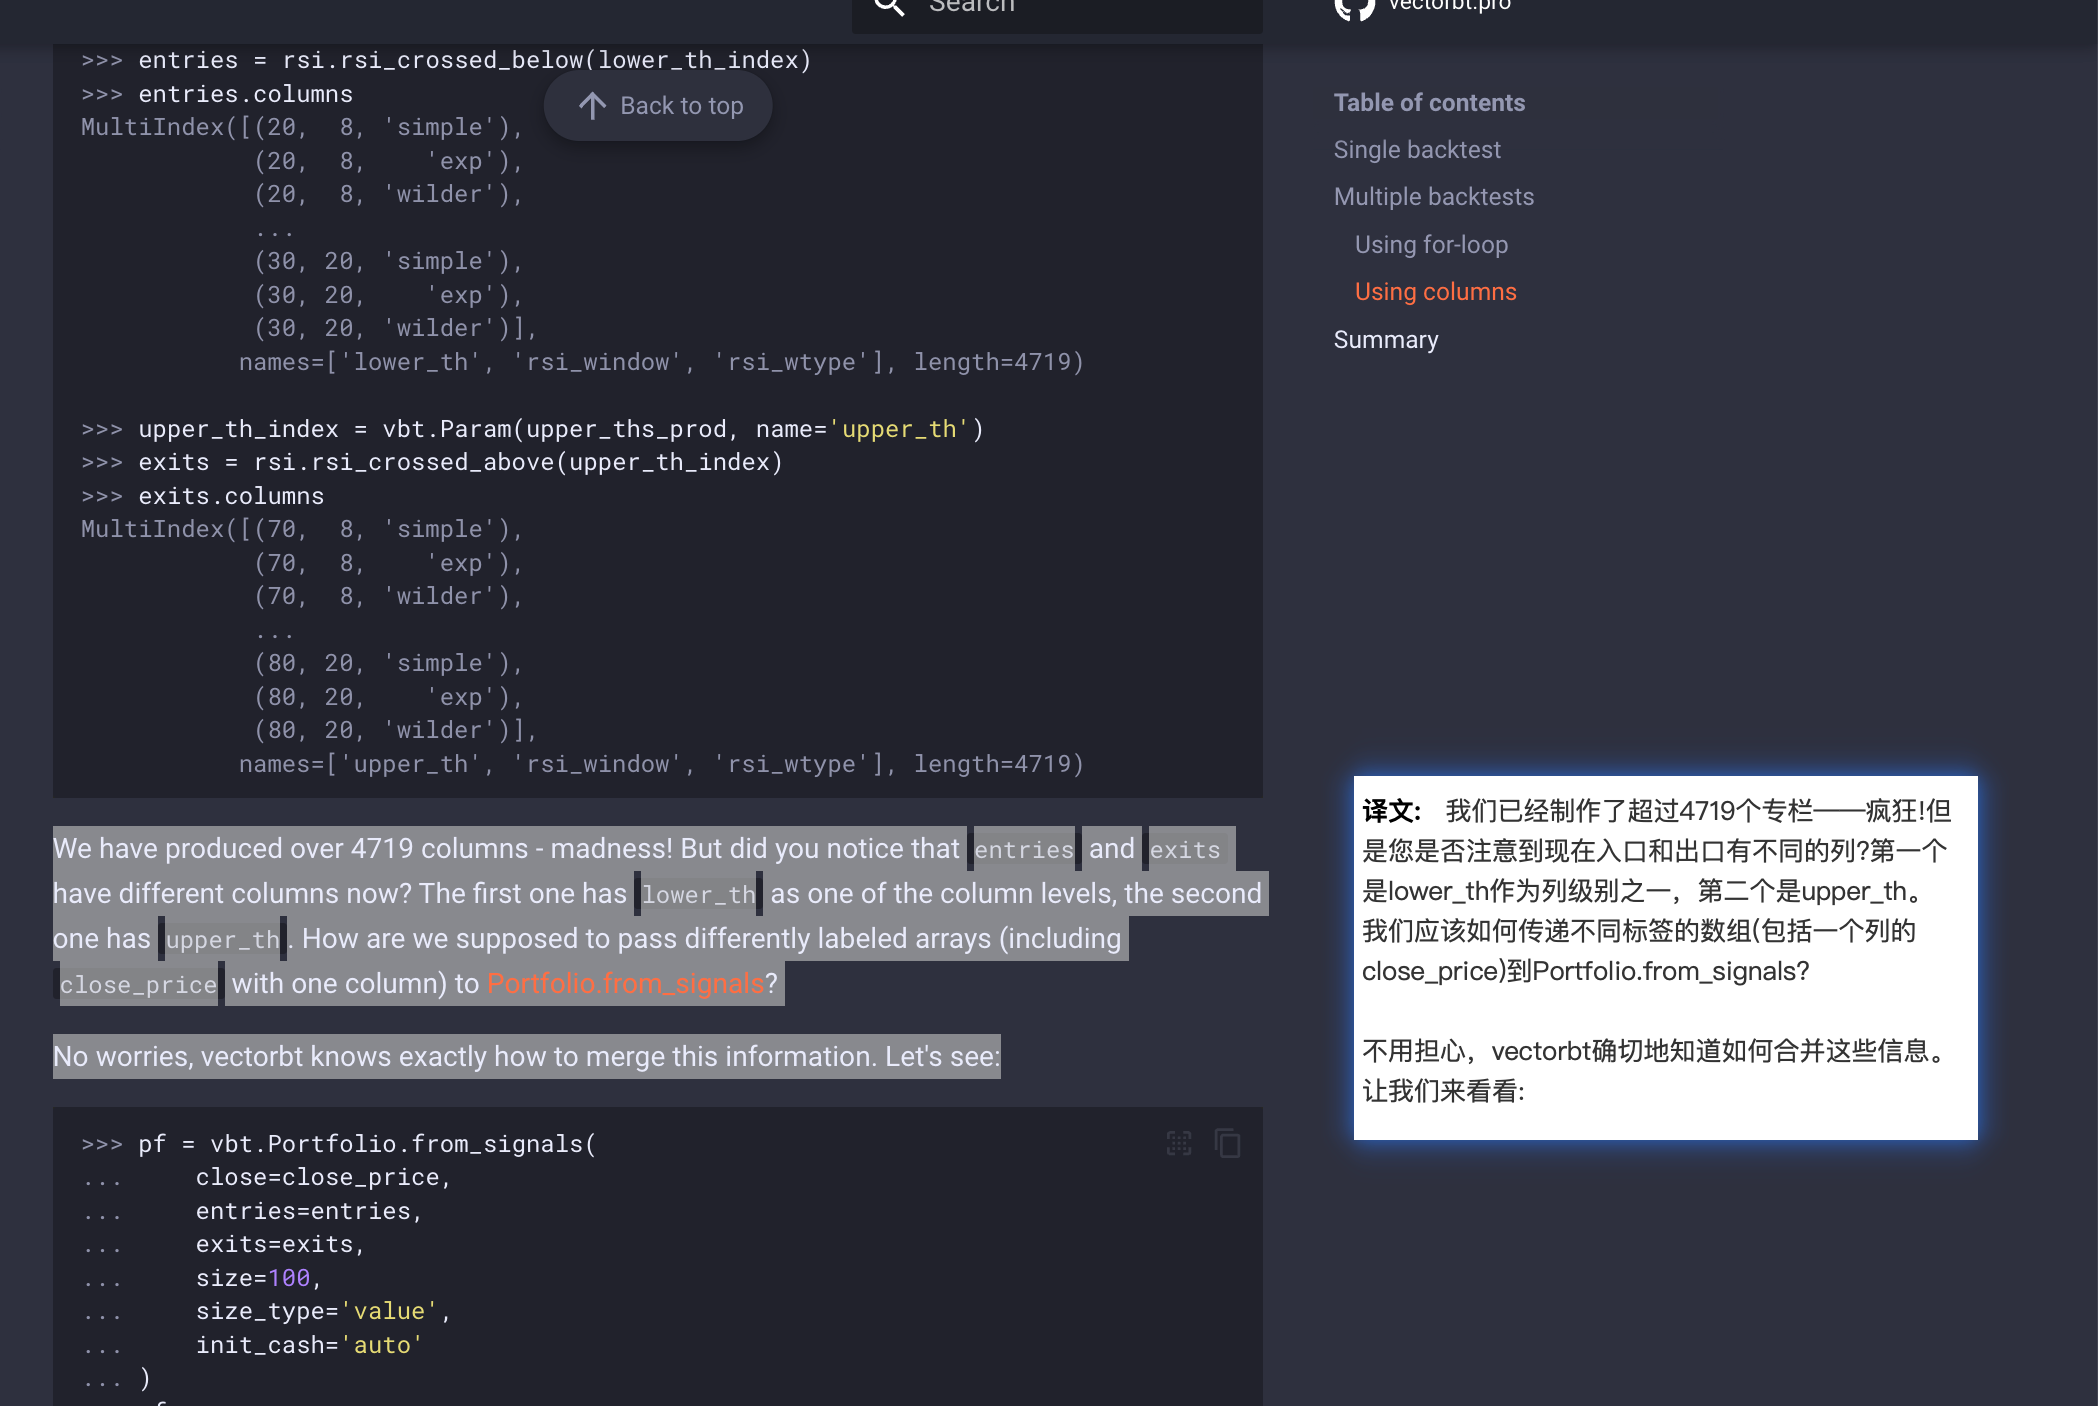 Search
vectorbt.pro
>>> entries = rsi.rsi_crossed_below(lower_th_index)
>>> entries.columns
Back to top
MultiIndex([(20,  8, 'simple'),
            (20,  8,    'exp'),
            (20,  8, 'wilder'),
            ...
            (30, 20, 'simple'),
            (30, 20,    'exp'),
            (30, 20, 'wilder')],
           names=['lower_th', 'rsi_window', 'rsi_wtype'], length=4719)
>>> upper_th_index = vbt.Param(upper_ths_prod, name='upper_th')
>>> exits = rsi.rsi_crossed_above(upper_th_index)
>>> exits.columns
MultiIndex([(70,  8, 'simple'),
            (70,  8,    'exp'),
            (70,  8, 'wilder'),
            ...
            (80, 20, 'simple'),
            (80, 20,    'exp'),
            (80, 20, 'wilder')],
           names=['upper_th', 'rsi_window', 'rsi_wtype'], length=4719)
We have produced over 4719 columns - madness! But did you notice that entries and exits
have different columns now? The first one has lower_th as one of the column levels, the second
one has upper_th. How are we supposed to pass differently labeled arrays (including
close_price with one column) to Portfolio.from_signals?
No worries, vectorbt knows exactly how to merge this information. Let's see:
>>> pf = vbt.Portfolio.from_signals(
...     close=close_price,
...     entries=entries,
...     exits=exits,
...     size=100,
...     size_type='value',
...     init_cash='auto'
... )
Table of contents
Single backtest
Multiple backtests
Using for-loop
Using columns
Summary
译文: 我们已经制作了超过4719个专栏——疯狂!但
是您是否注意到现在入口和出口有不同的列?第一个
是lower_th作为列级别之一，第二个是upper_th。
我们应该如何传递不同标签的数组(包括一个列的
close_price)到Portfolio.from_signals?
不用担心，vectorbt确切地知道如何合并这些信息。
让我们来看看: